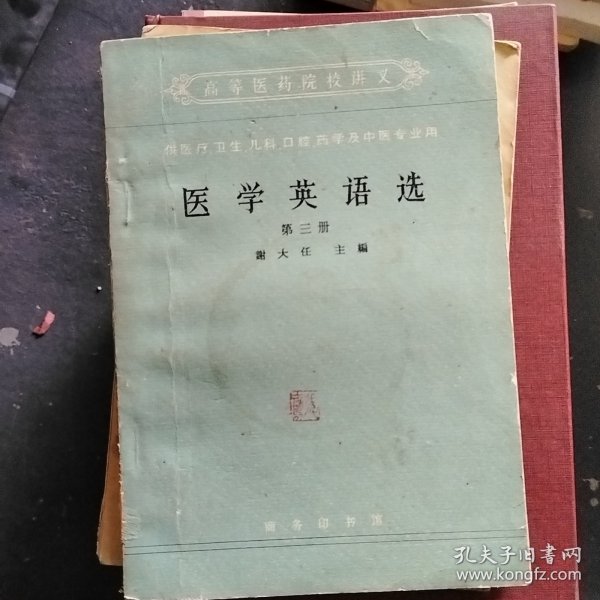 高等医药院校讲义
供医疗、卫生、儿科、口腔、药学及中医专业用
医学英语选
第三册
謝大任 主編
商务印书馆
孔夫子旧书网
www.kongfz.com